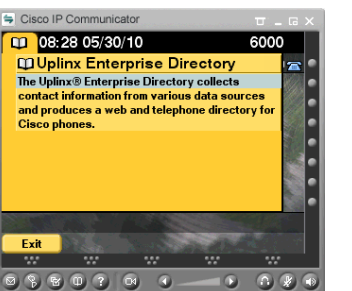 Cisco IP Communicator
08:28 05/30/10 6000
Uplinx Enterprise Directory
The Uplinx® Enterprise Directory collects
contact information from various data sources
and produces a web and telephone directory for
Cisco phones.
Exit